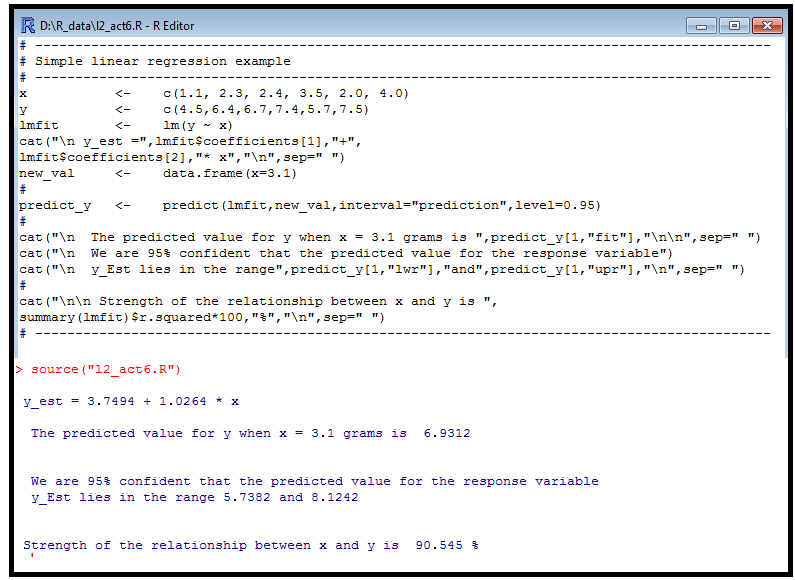 D:\R_data\l2_act6.R - R Editor
# --------------------------------------------------------------------------------------------
# Simple linear regression example
# --------------------------------------------------------------------------------------------
x           <-    c(1.1, 2.3, 2.4, 3.5, 2.0, 4.0)
y           <-    c(4.5,6.4,6.7,7.4,5.7,7.5)
lmfit       <-    lm(y ~ x)
cat("\n y_est =",lmfit$coefficients[1],"+",
lmfit$coefficients[2],"* x","\n",sep=" ")
new_val     <-    data.frame(x=3.1)
#
predict_y   <-    predict(lmfit,new_val,interval="prediction",level=0.95)
#
cat("\n  The predicted value for y when x = 3.1 grams is ",predict_y[1,"fit"],"\n\n",sep=" ")
cat("\n  We are 95% confident that the predicted value for the response variable")
cat("\n  y_Est lies in the range",predict_y[1,"lwr"],"and",predict_y[1,"upr"],"\n",sep=" ")
#
cat("\n\n Strength of the relationship between x and y is ",
summary(lmfit)$r.squared*100,"%","\n",sep=" ")
# --------------------------------------------------------------------------------------------
> source("l2_act6.R")
y_est = 3.7494 + 1.0264 * x
The predicted value for y when x = 3.1 grams is  6.9312
We are 95% confident that the predicted value for the response variable
y_Est lies in the range 5.7382 and 8.1242
Strength of the relationship between x and y is  90.545 %